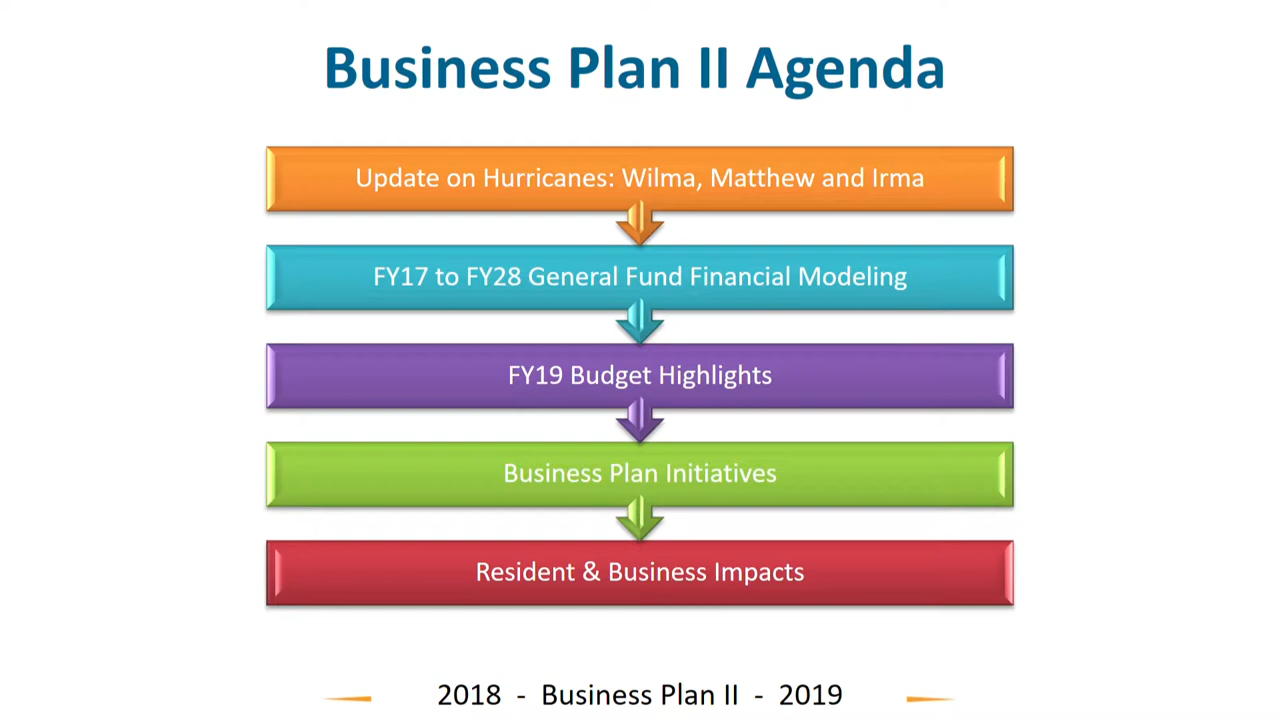 Business Plan II Agenda
Update on Hurricanes: Wilma, Matthew and Irma
FY17 to FY28 General Fund Financial Modeling
FY19 Budget Highlights
Business Plan Initiatives
Resident & Business Impacts
2018 - Business Plan II - 2019